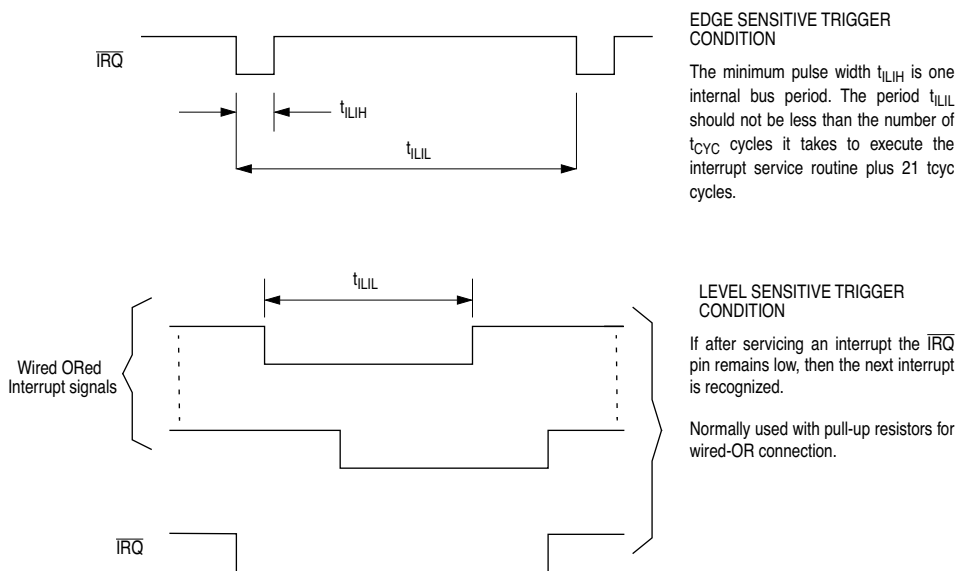 EDGE SENSITIVE TRIGGER
CONDITION
IRQ
The minimum pulse width tILIH is one
internal bus period. The period tILIL
should not be less than the number of
tCYC cycles it takes to execute the
interrupt service routine plus 21 tcyc
cycles.
tILIH
tILIL
tILIL
LEVEL SENSITIVE TRIGGER
CONDITION
If after servicing an interrupt the IRQ
pin remains low, then the next interrupt
is recognized.
Normally used with pull-up resistors for
wired-OR connection.
Wired ORed
Interrupt signals
IRQ